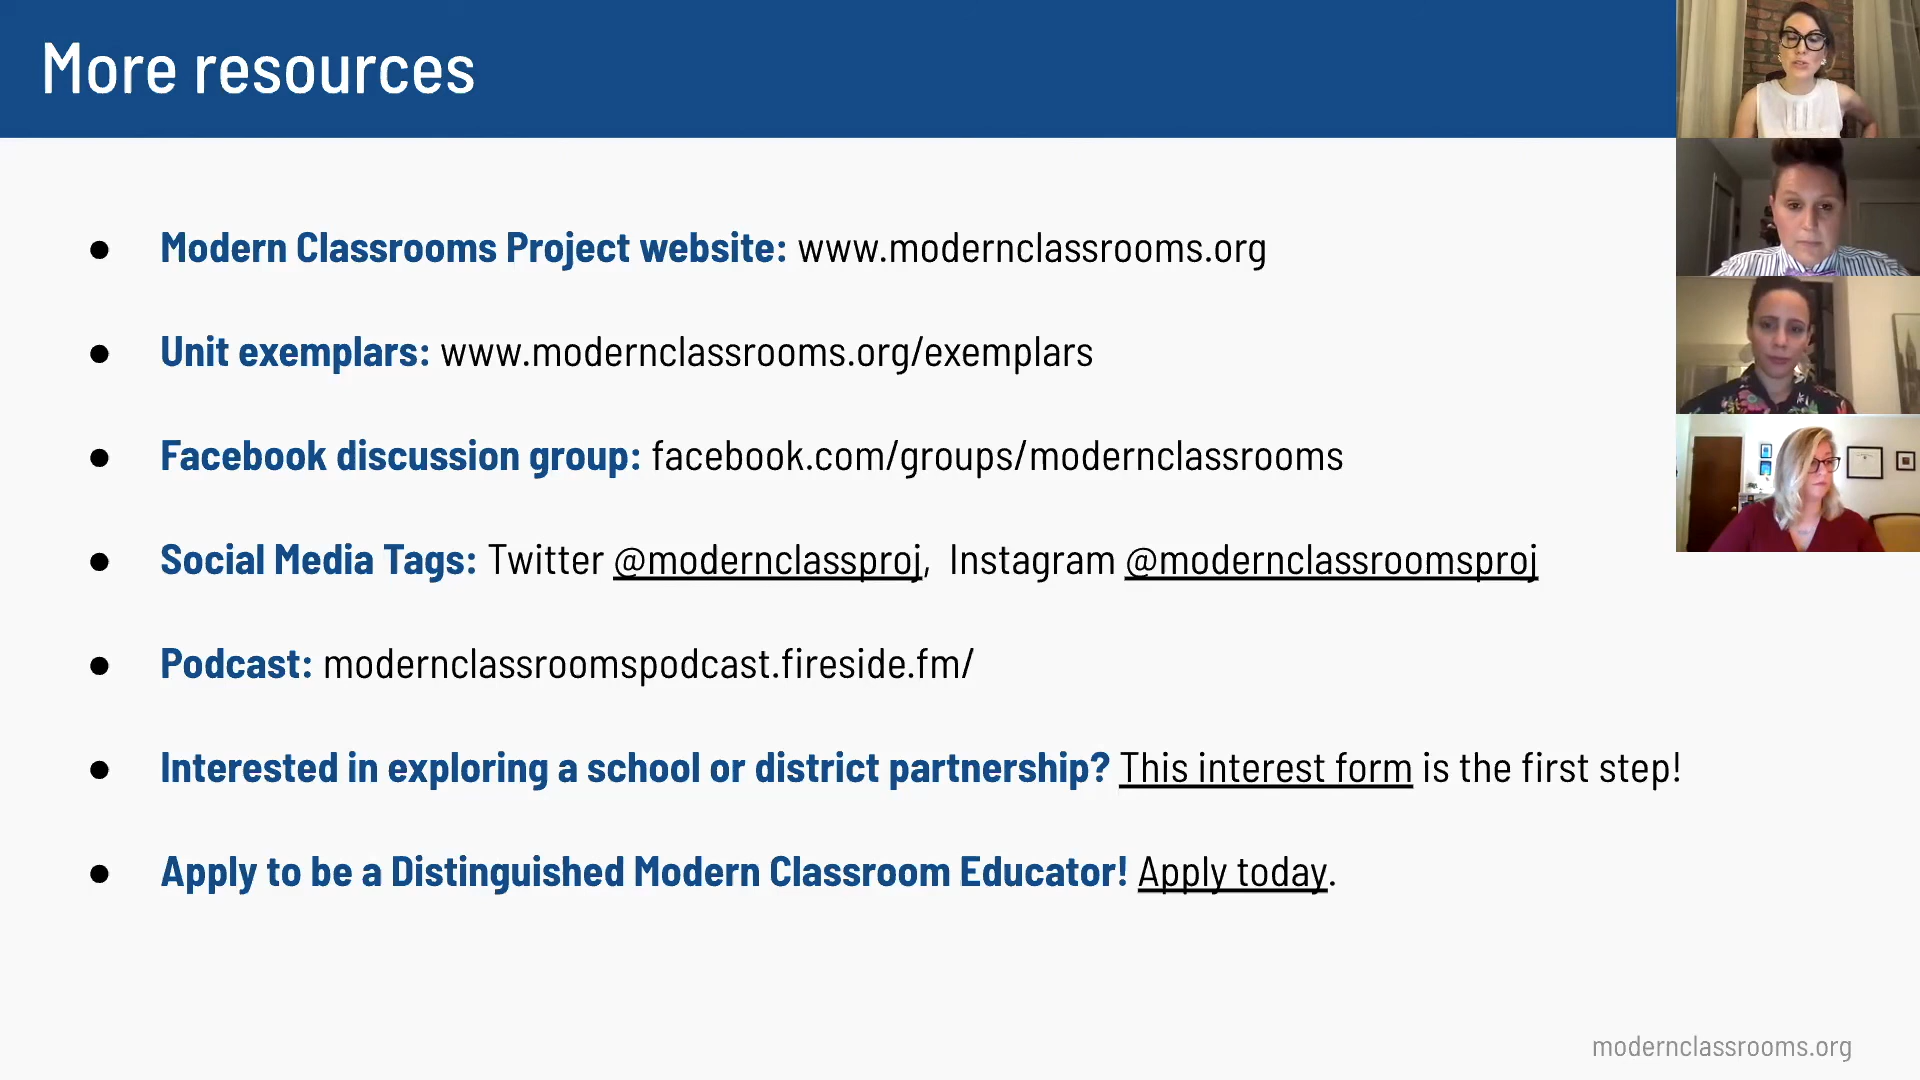 More resources
● Modern Classrooms Project website: www.modernclassrooms.org
● Unit exemplars: www.modernclassrooms.org/exemplars
● Facebook discussion group: facebook.com/groups/modernclassrooms
● Social Media Tags: Twitter @modernclassproj, Instagram @modernclassroomsproj
● Podcast: modernclassroomspodcast.fireside.fm/
● Interested in exploring a school or district partnership? This interest form is the first step!
● Apply to be a Distinguished Modern Classroom Educator! Apply today.
modernclassrooms.org